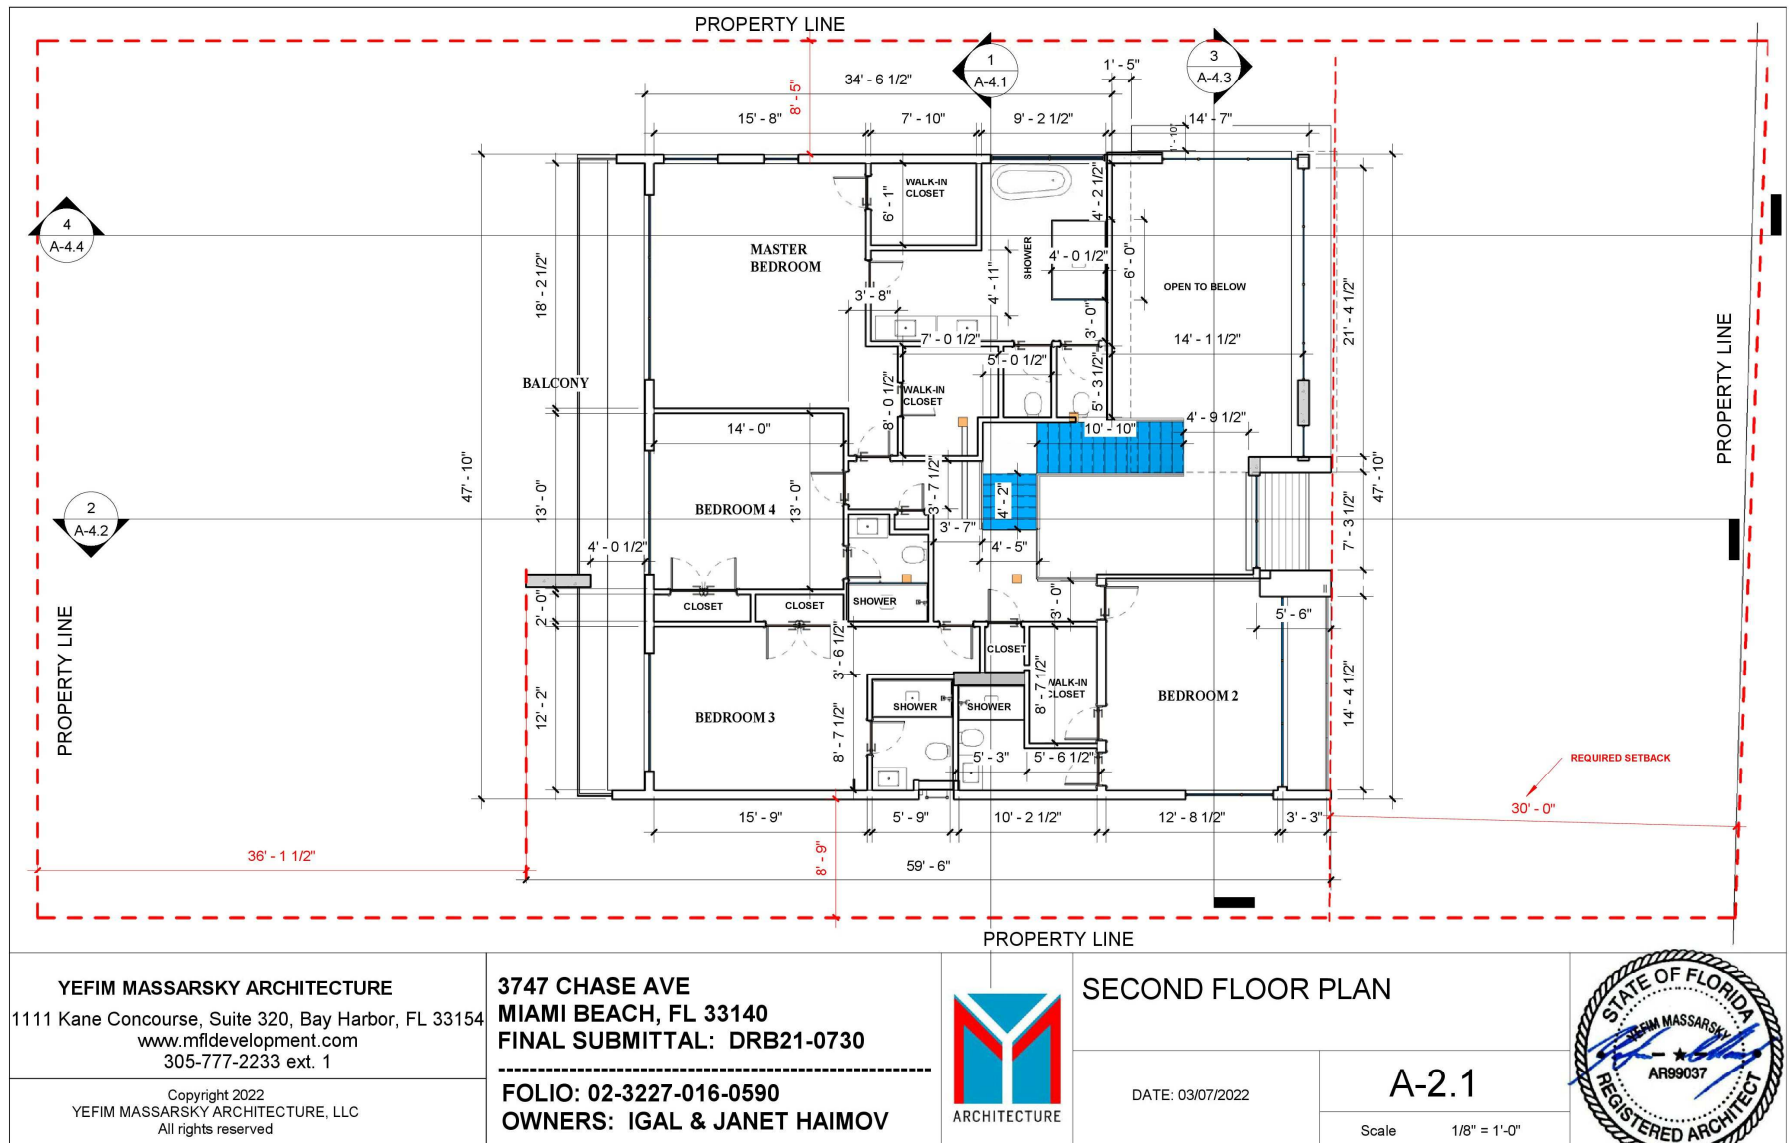 PROPERTY LINE
1
A-4.1
3
A-4.3
1' - 5"
34' - 6 1/2"
8' - 5"
15' - 8"
7' - 10"
9' - 2 1/2"
14' - 7"
1' - 10"
WALK-IN
CLOSET
6' - 1"
4' - 2 1/2"
4
A-4.4
MASTER
BEDROOM
SHOWER
4' - 0 1/2"
6' - 0"
18' - 2 1/2"
3' - 8"
4' - 11"
OPEN TO BELOW
21' - 4 1/2"
3' - 0"
7' - 0 1/2"
14' - 1 1/2"
5' - 0 1/2"
5' - 3 1/2"
PROPERTY LINE
BALCONY
8' - 0 1/2"
WALK-IN
CLOSET
14' - 0"
10' - 10"
4' - 9 1/2"
47' - 10"
47' - 10"
2
A-4.2
13' - 0"
BEDROOM 4
13' - 0"
3' - 7 1/2"
4' - 2"
3' - 7"
4' - 5"
7' - 3 1/2"
4' - 0 1/2"
2' - 0"
CLOSET
CLOSET
SHOWER
3' - 0"
5' - 6"
PROPERTY LINE
3' - 6 1/2"
CLOSET
8' - 7 1/2"
WALK-IN
CLOSET
12' - 2"
BEDROOM 3
SHOWER
SHOWER
BEDROOM 2
14' - 4 1/2"
8' - 7 1/2"
5' - 3"
5' - 6 1/2"
REQUIRED SETBACK
30' - 0"
15' - 9"
5' - 9"
10' - 2 1/2"
12' - 8 1/2"
3' - 3"
36' - 1 1/2"
8' - 9"
59' - 6"
PROPERTY LINE
YEFIM MASSARSKY ARCHITECTURE
1111 Kane Concourse, Suite 320, Bay Harbor, FL 33154
www.mfldevelopment.com
305-777-2233 ext. 1
Copyright 2022
YEFIM MASSARSKY ARCHITECTURE, LLC
All rights reserved
3747 CHASE AVE
MIAMI BEACH, FL 33140
FINAL SUBMITTAL: DRB21-0730
FOLIO: 02-3227-016-0590
OWNERS: IGAL & JANET HAIMOV
ARCHITECTURE
SECOND FLOOR PLAN
DATE: 03/07/2022
A-2.1
Scale 1/8" = 1'-0"
STATE OF FLORIDA
YEFIM MASSARSKY
AR99037
REGISTERED ARCHITECT